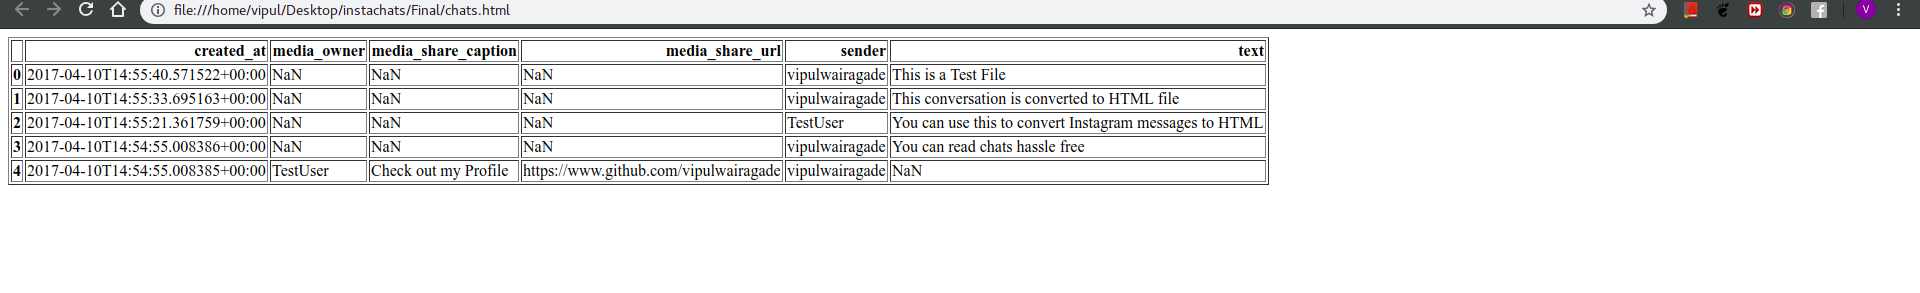 file:///home/vipul/Desktop/instachats/Final/chats.html
V
created_at media_owner media_share_caption media_share_url sender text
0 2017-04-10T14:55:40.571522+00:00 NaN NaN NaN vipulwairagade This is a Test File
1 2017-04-10T14:55:33.695163+00:00 NaN NaN NaN vipulwairagade This conversation is converted to HTML file
2 2017-04-10T14:55:21.361759+00:00 NaN NaN NaN TestUser You can use this to convert Instagram messages to HTML
3 2017-04-10T14:54:55.008386+00:00 NaN NaN NaN vipulwairagade You can read chats hassle free
4 2017-04-10T14:54:55.008385+00:00 TestUser Check out my Profile https://www.github.com/vipulwairagade vipulwairagade NaN